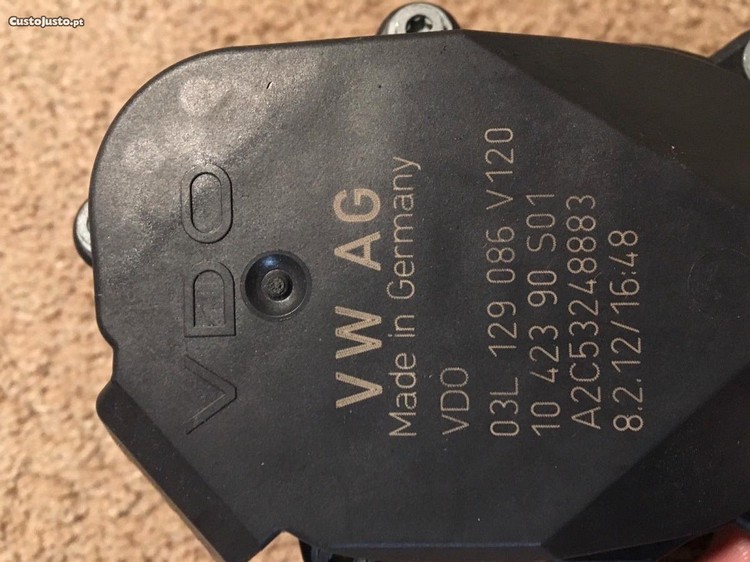 CustoJusto.pt
VDO
VW AG
Made in Germany
VDO
03L 129 086 V120
10 423 90 S01
A2C53248883
8.2.12/16:48